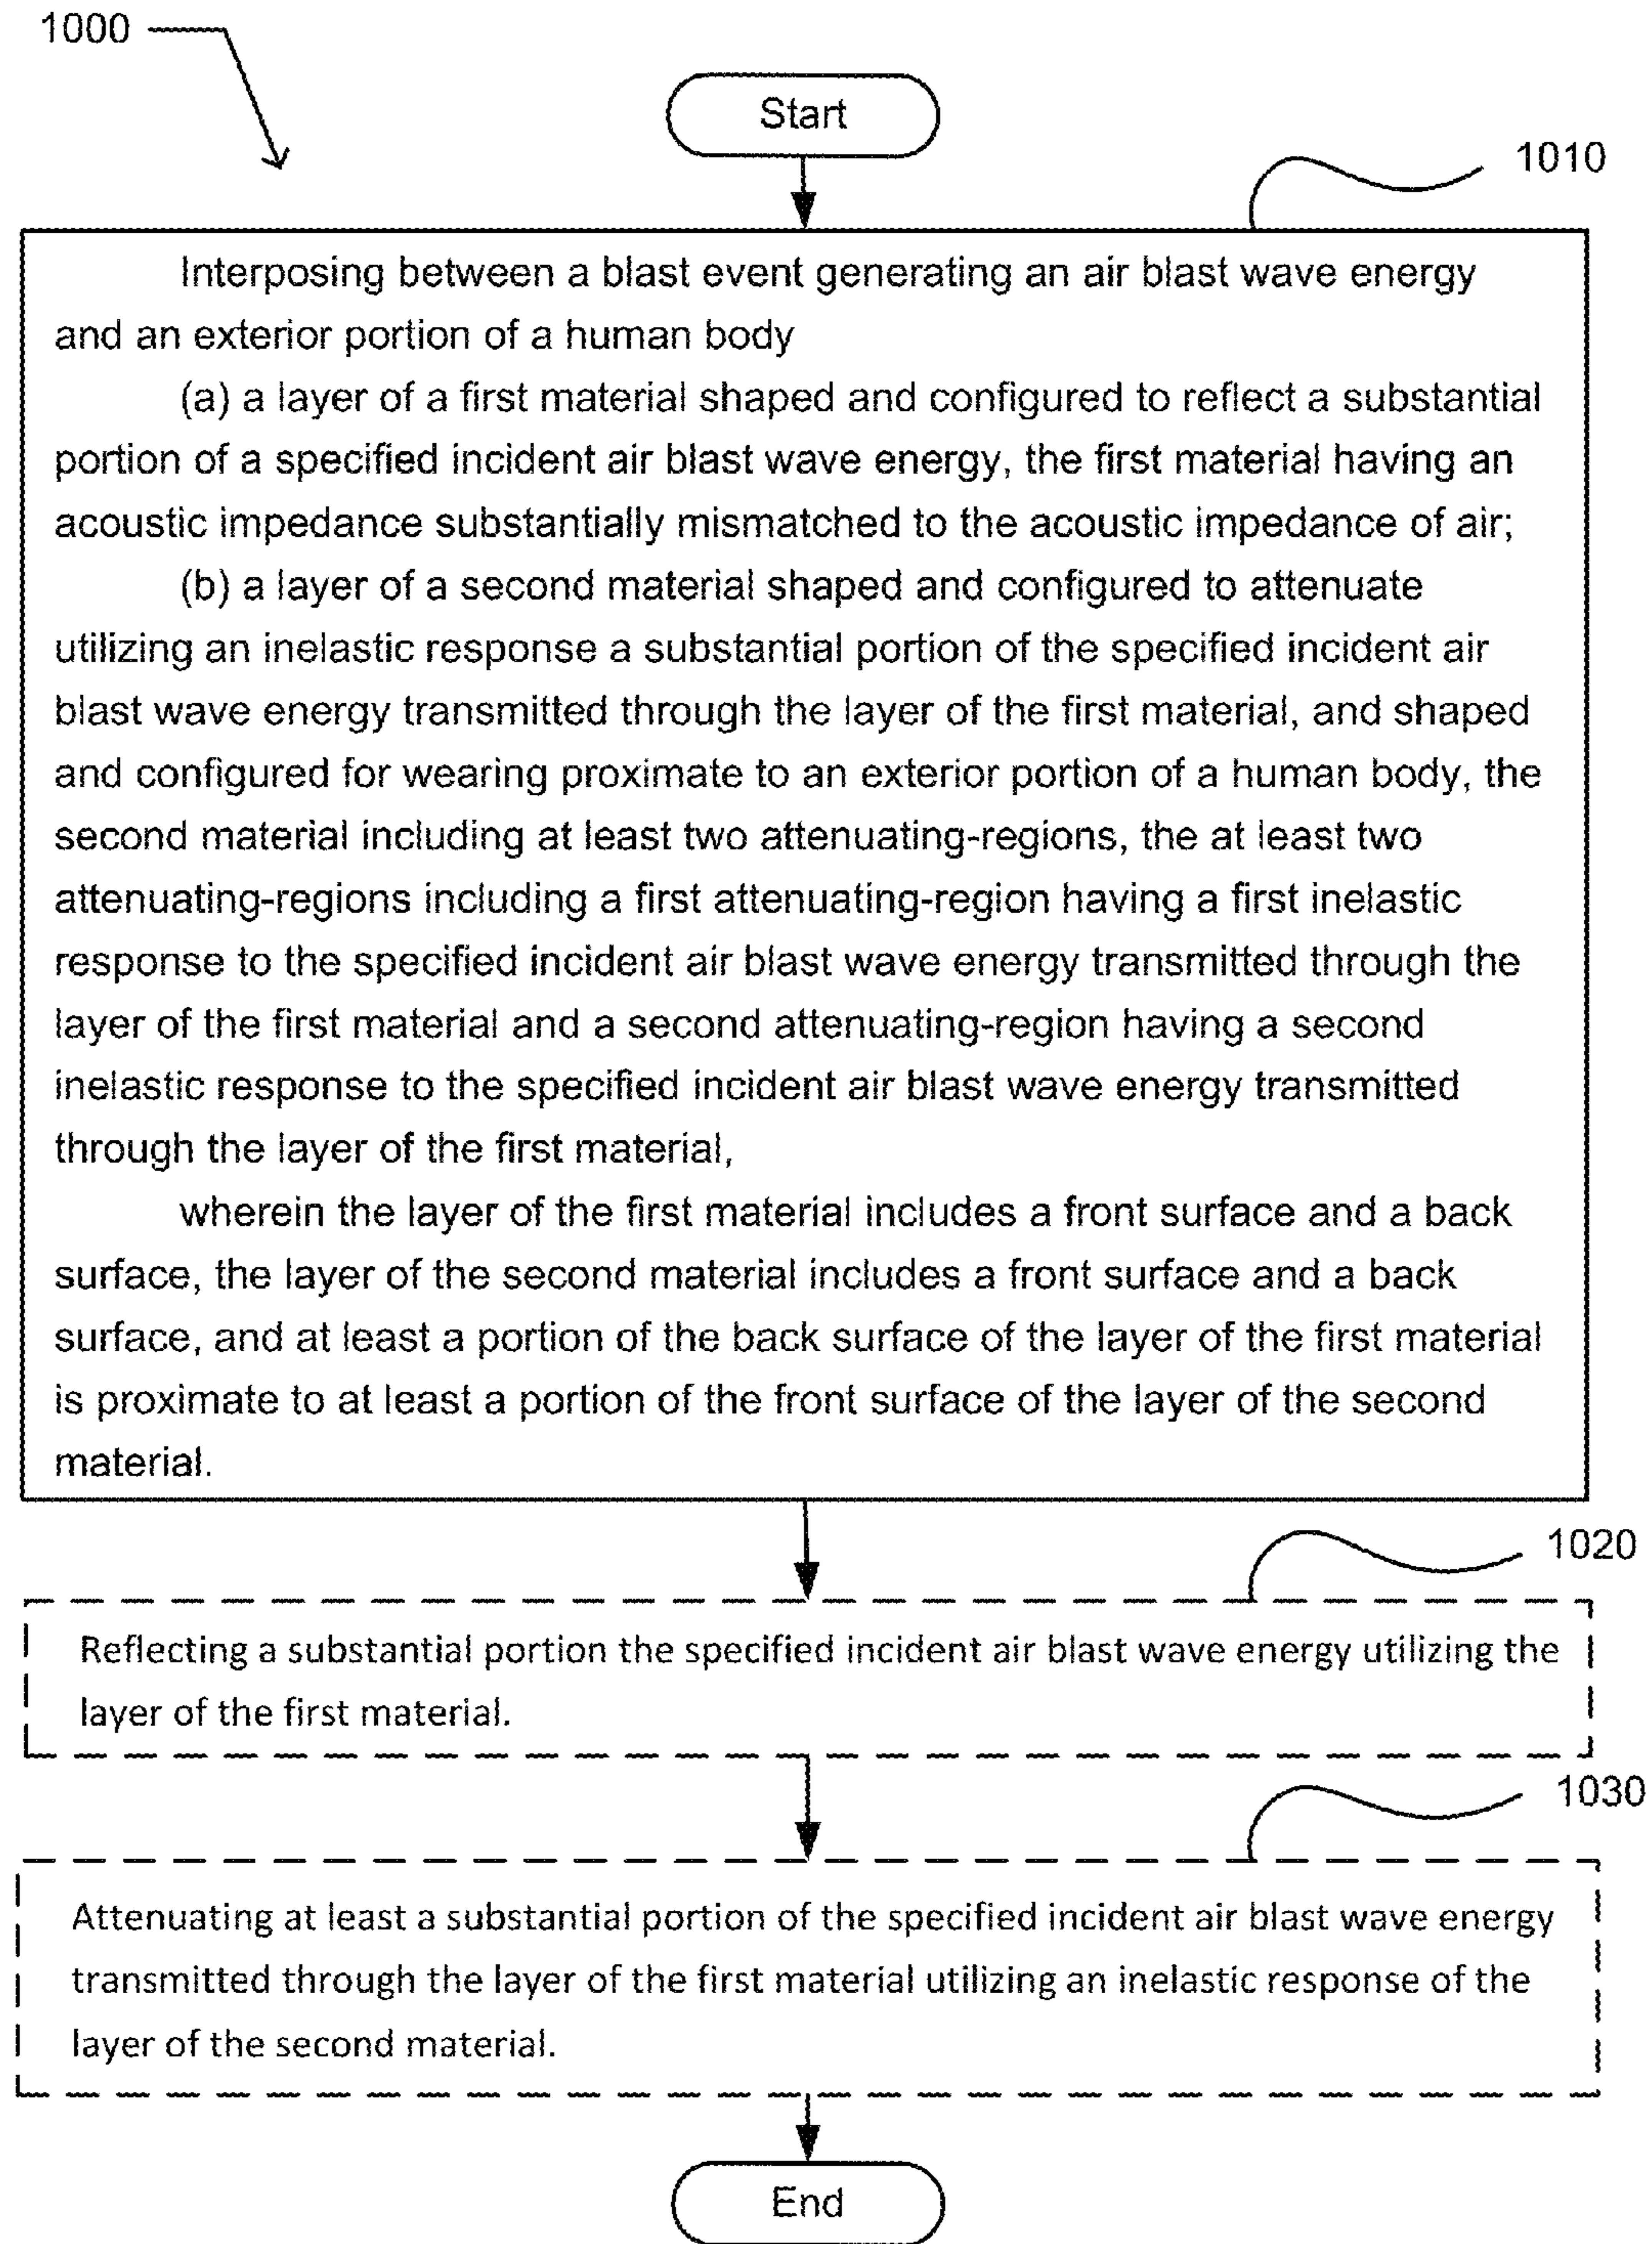 1000
Start
1010
Interposing between a blast event generating an air blast wave energy
and an exterior portion of a human body
(a) a layer of a first material shaped and configured to reflect a substantial
portion of a specified incident air blast wave energy, the first material having an
acoustic impedance substantially mismatched to the acoustic impedance of air;
(b) a layer of a second material shaped and configured to attenuate
utilizing an inelastic response a substantial portion of the specified incident air
blast wave energy transmitted through the layer of the first material, and shaped
and configured for wearing proximate to an exterior portion of a human body, the
second material including at least two attenuating-regions, the at least two
attenuating-regions including a first attenuating-region having a first inelastic
response to the specified incident air blast wave energy transmitted through the
layer of the first material and a second attenuating-region having a second
inelastic response to the specified incident air blast wave energy transmitted
through the layer of the first material,
wherein the layer of the first material includes a front surface and a back
surface, the layer of the second material includes a front surface and a back
surface, and at least a portion of the back surface of the layer of the first material
is proximate to at least a portion of the front surface of the layer of the second
material.
1020
Reflecting a substantial portion the specified incident air blast wave energy utilizing the
layer of the first material.
1030
Attenuating at least a substantial portion of the specified incident air blast wave energy
transmitted through the layer of the first material utilizing an inelastic response of the
layer of the second material.
End